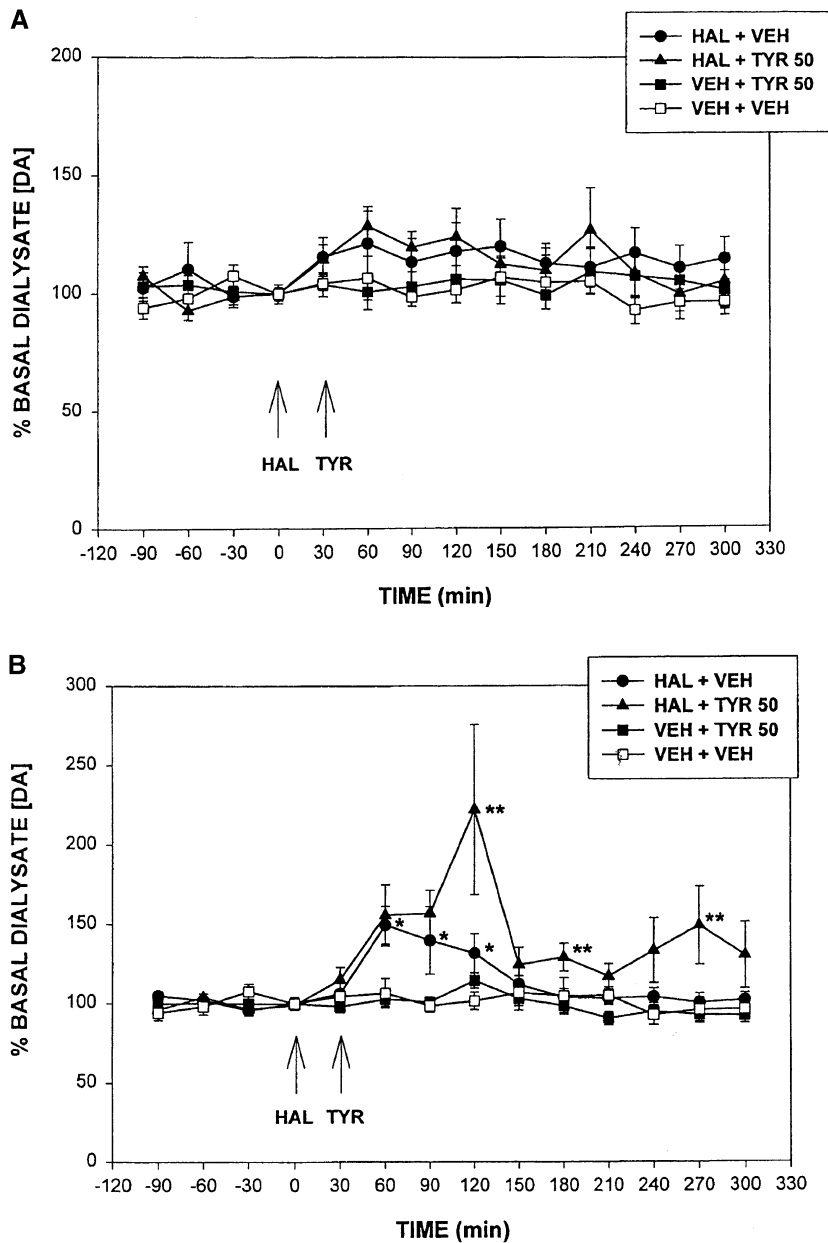 A
HAL + VEH
HAL + TYR 50
VEH + TYR 50
VEH + VEH
% BASAL DIALYSATE [DA]
200
150
100
50
0
HAL TYR
-120 -90 -60 -30 0 30 60 90 120 150 180 210 240 270 300 330
TIME (min)
B
HAL + VEH
HAL + TYR 50
VEH + TYR 50
VEH + VEH
% BASAL DIALYSATE [DA]
300
250
200
150
100
50
0
**
*
*
*
**
**
HAL TYR
-120 -90 -60 -30 0 30 60 90 120 150 180 210 240 270 300 330
TIME (min)